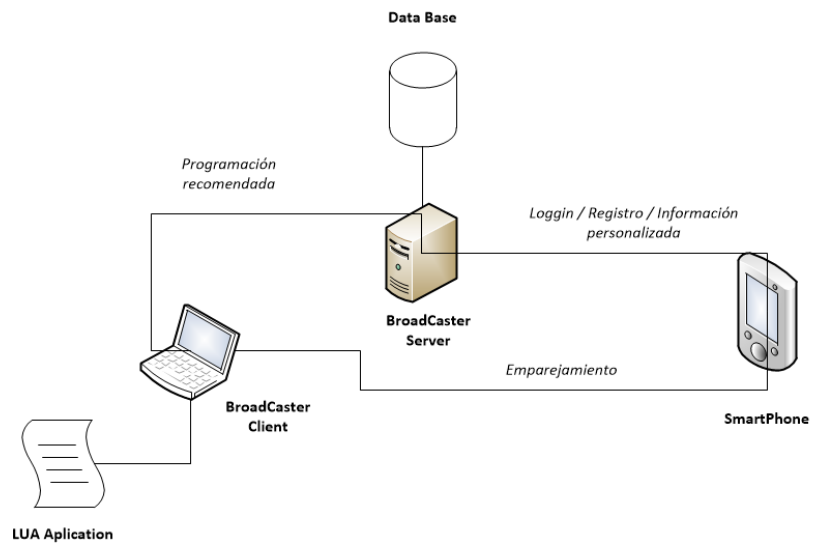 Data Base
Programación
recomendada
Loggin / Registro / Información
personalizada
BroadCaster
Server
Emparejamiento
BroadCaster
Client
SmartPhone
LUA Aplication